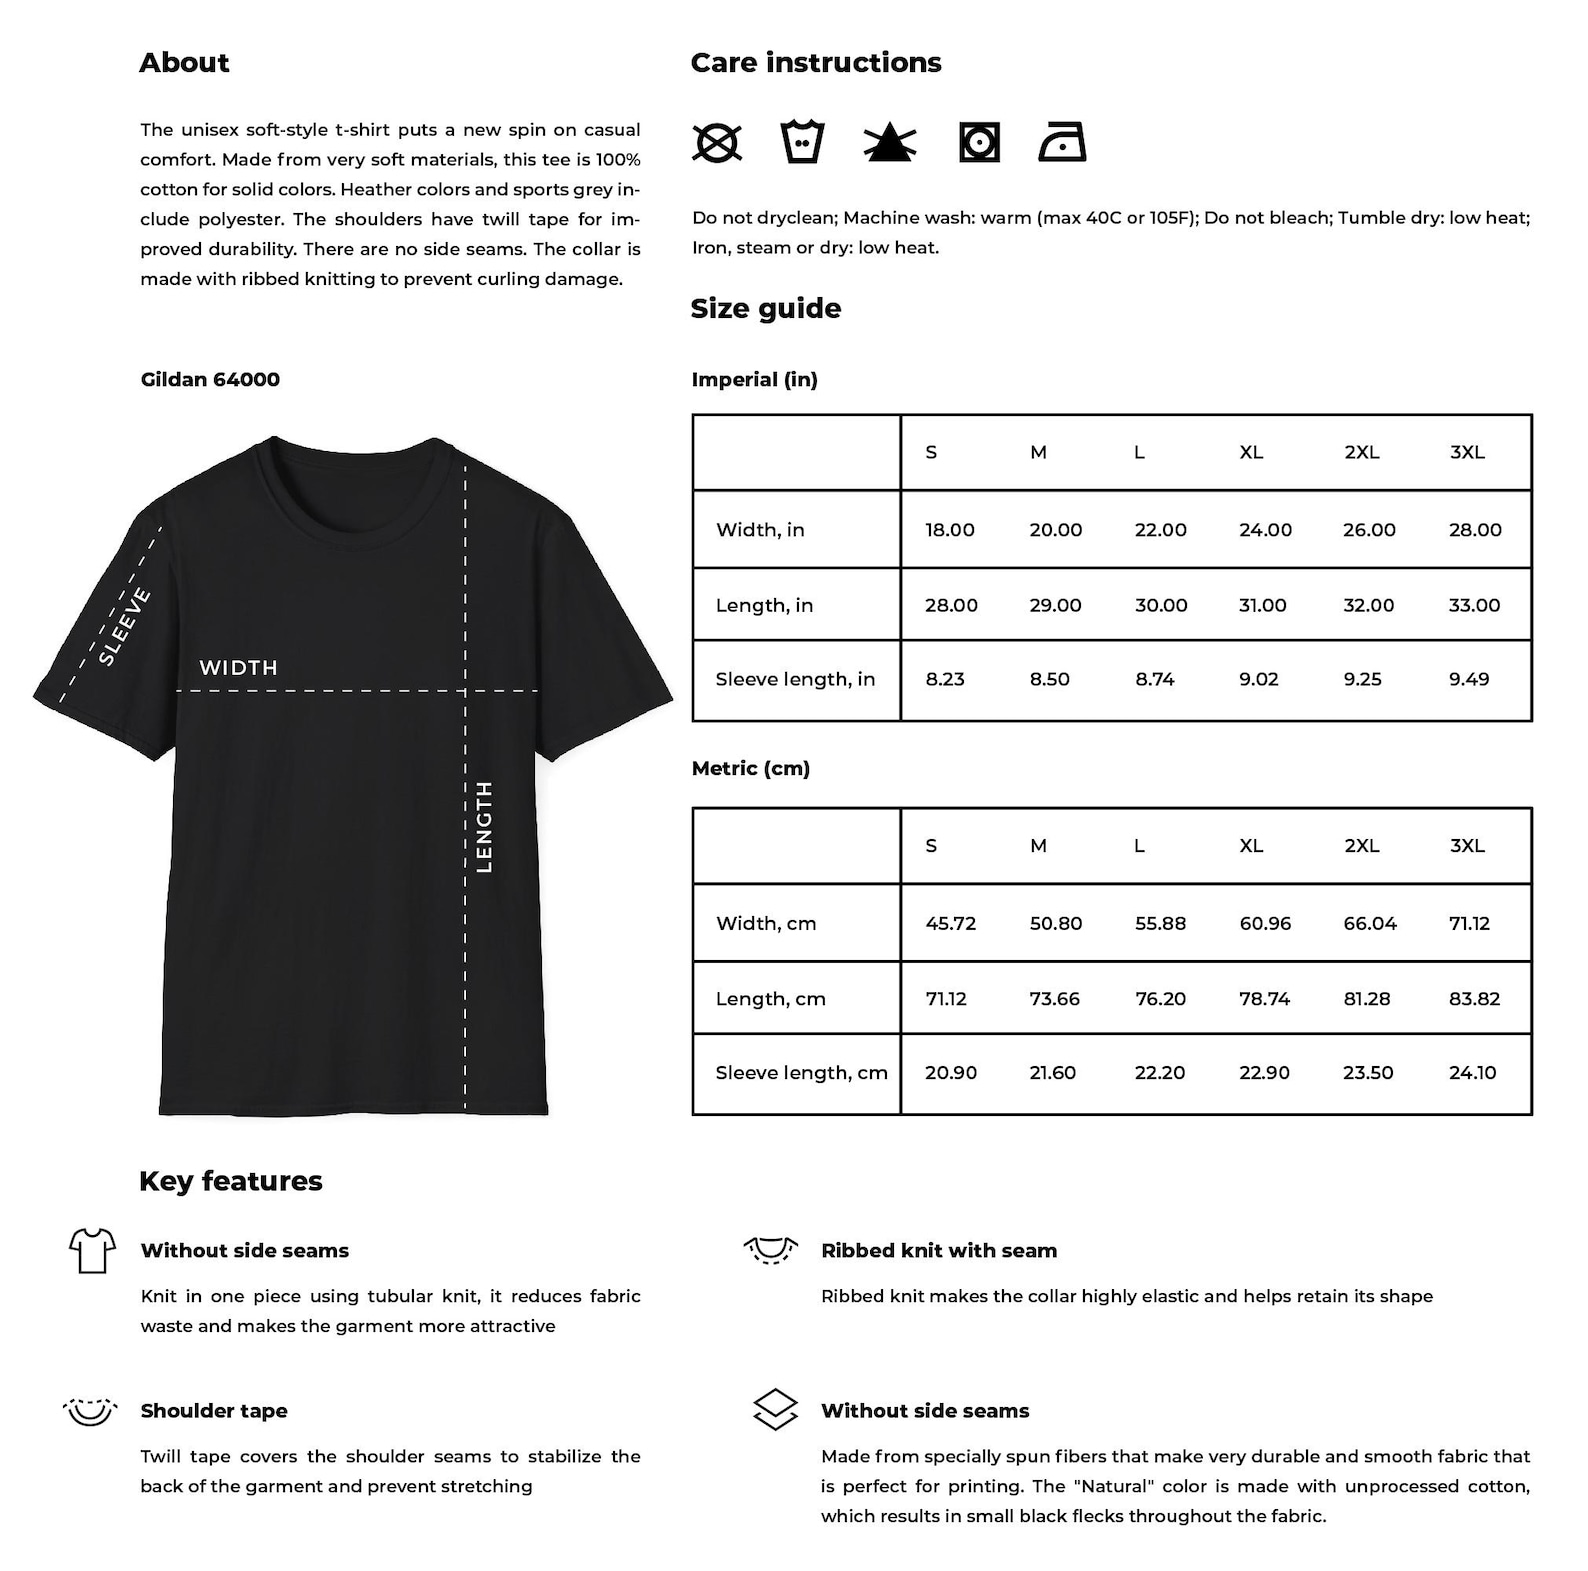 About
The unisex soft-style t-shirt puts a new spin on casual
comfort. Made from very soft materials, this tee is 100%
cotton for solid colors. Heather colors and sports grey in-
clude polyester. The shoulders have twill tape for im-
proved durability. There are no side seams. The collar is
made with ribbed knitting to prevent curling damage.
Gildan 64000
SLEEVE
WIDTH
LENGTH
Care instructions
Do not dryclean; Machine wash: warm (max 40C or 105F); Do not bleach; Tumble dry: low heat;
Iron, steam or dry: low heat.
Size guide
Imperial (in)
S M L XL 2XL 3XL
Width, in 18.00 20.00 22.00 24.00 26.00 28.00
Length, in 28.00 29.00 30.00 31.00 32.00 33.00
Sleeve length, in 8.23 8.50 8.74 9.02 9.25 9.49
Metric (cm)
S M L XL 2XL 3XL
Width, cm 45.72 50.80 55.88 60.96 66.04 71.12
Length, cm 71.12 73.66 76.20 78.74 81.28 83.82
Sleeve length, cm 20.90 21.60 22.20 22.90 23.50 24.10
Key features
Without side seams
Knit in one piece using tubular knit, it reduces fabric
waste and makes the garment more attractive
Ribbed knit with seam
Ribbed knit makes the collar highly elastic and helps retain its shape
Shoulder tape
Twill tape covers the shoulder seams to stabilize the
back of the garment and prevent stretching
Without side seams
Made from specially spun fibers that make very durable and smooth fabric that
is perfect for printing. The "Natural" color is made with unprocessed cotton,
which results in small black flecks throughout the fabric.